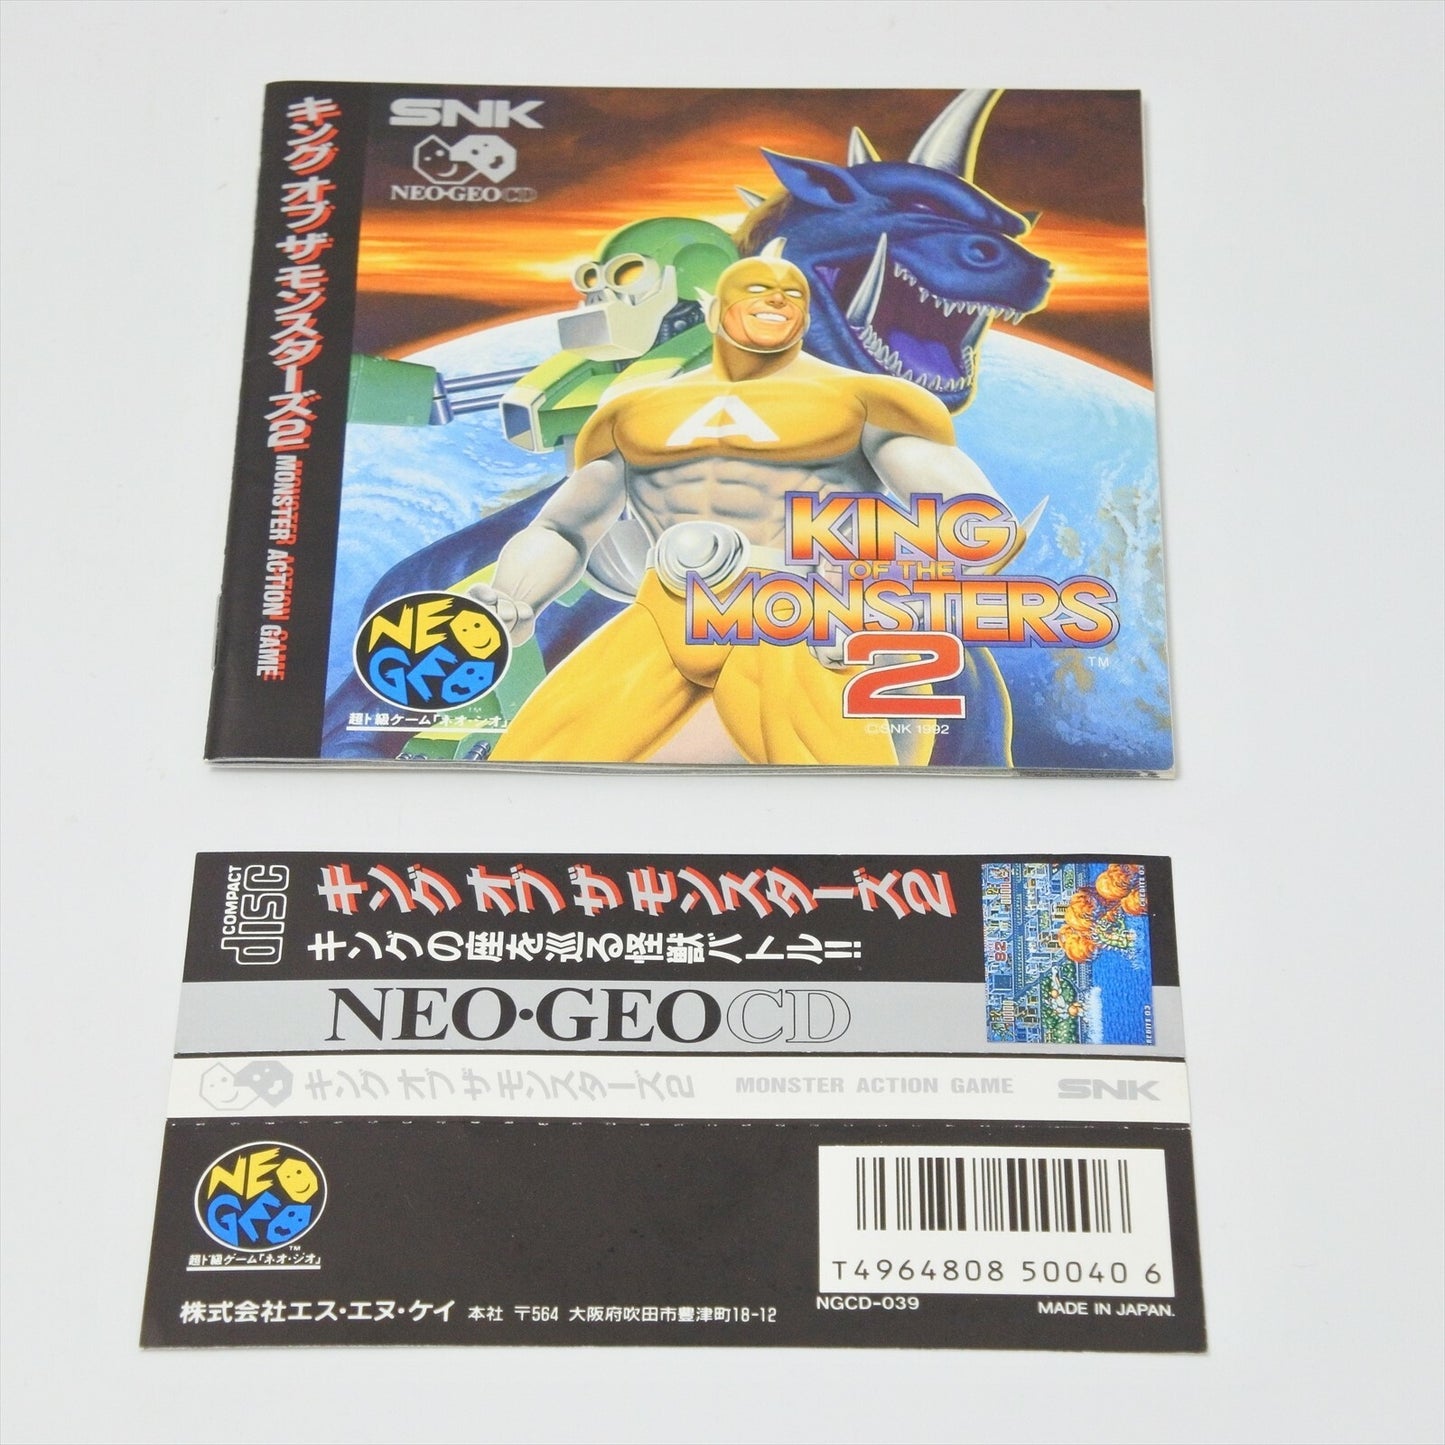 キング オブ ザ モンスターズ2 MONSTER ACTION GAME
SNK
NEO・GEO CD
A
KING
OF THE
MONSTERS
2
TM
©SNK 1992
NEO
GEO
TM
超ド級ゲーム「ネオ・ジオ」
COMPACT
disc
キング オブ ザ モンスターズ2
キングの座を巡る怪獣バトル!!
NEO・GEO CD
キング オブ ザ モンスターズ2 MONSTER ACTION GAME SNK
NEO
GEO
TM
超ド級ゲーム「ネオ・ジオ」
T4964808 50040 6
NGCD-039
MADE IN JAPAN.
株式会社エス・エヌ・ケイ 本社 〒564 大阪府吹田市豊津町18-12